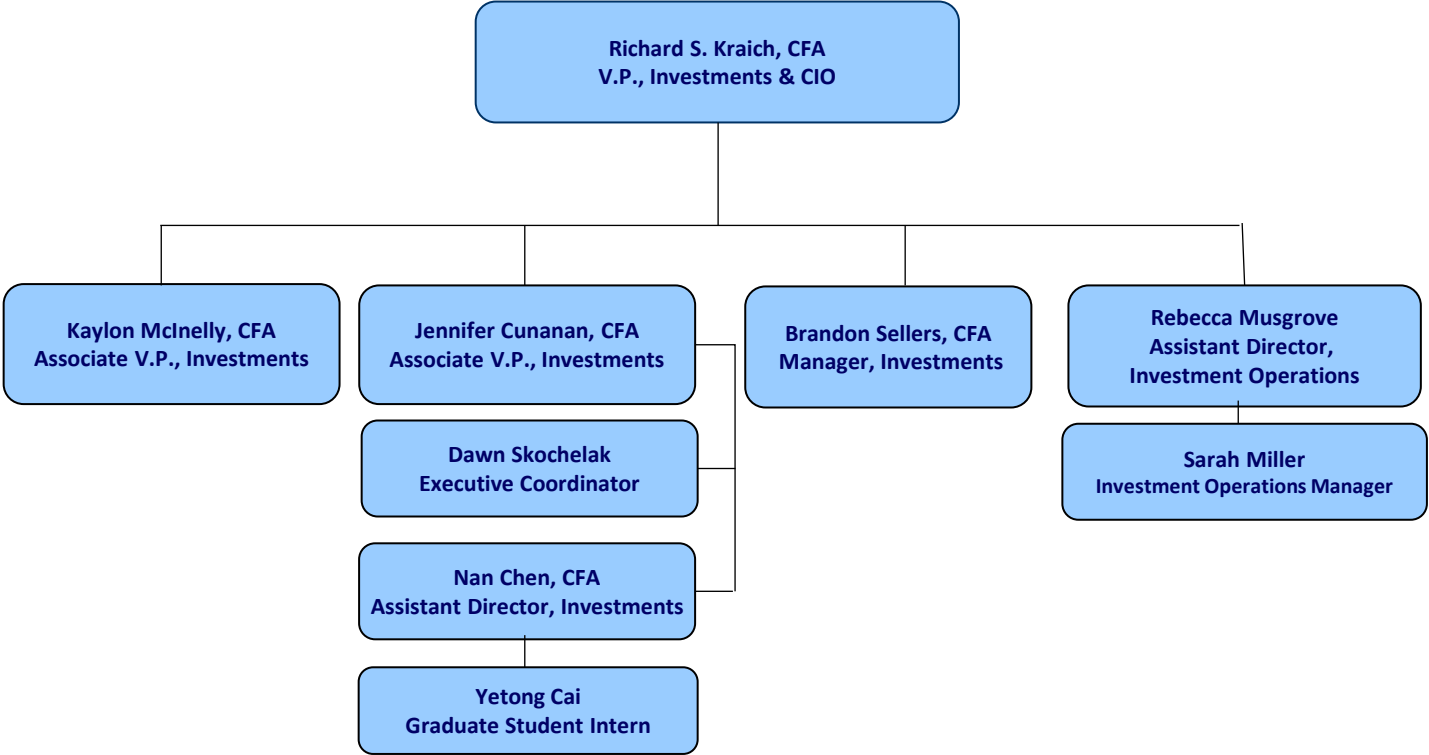 Richard S. Kraich, CFA
V.P., Investments & CIO
Kaylon McInelly, CFA
Associate V.P., Investments
Jennifer Cunanan, CFA
Associate V.P., Investments
Brandon Sellers, CFA
Manager, Investments
Rebecca Musgrove
Assistant Director,
Investment Operations
Dawn Skochelak
Executive Coordinator
Sarah Miller
Investment Operations Manager
Nan Chen, CFA
Assistant Director, Investments
Yetong Cai
Graduate Student Intern